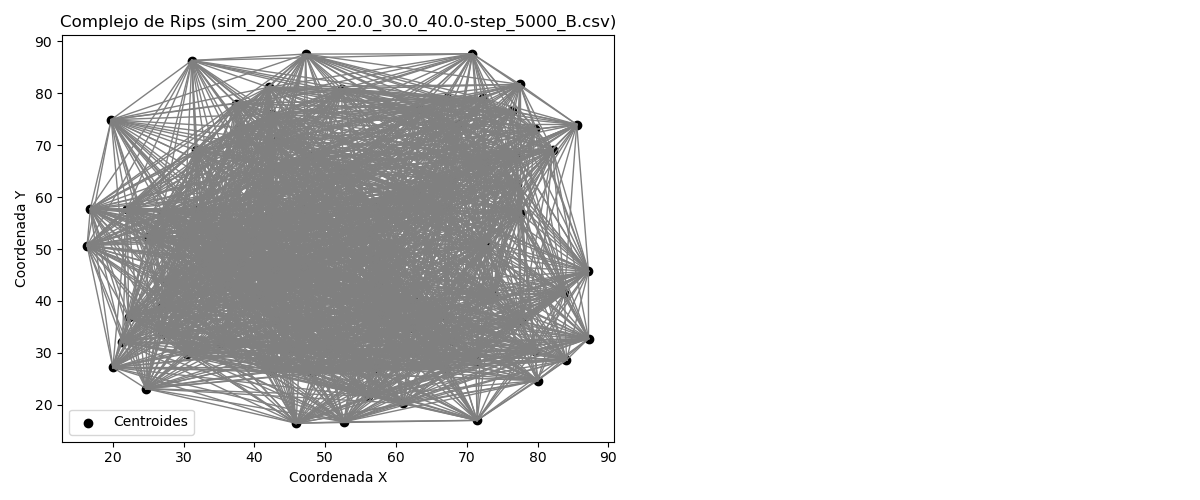 Complejo de Rips (sim_200_200_20.0_30.0_40.0-step_5000_B.csv)
90
80
70
60
50
40
30
20
Coordenada Y
Centroides
20 30 40 50 60 70 80 90
Coordenada X